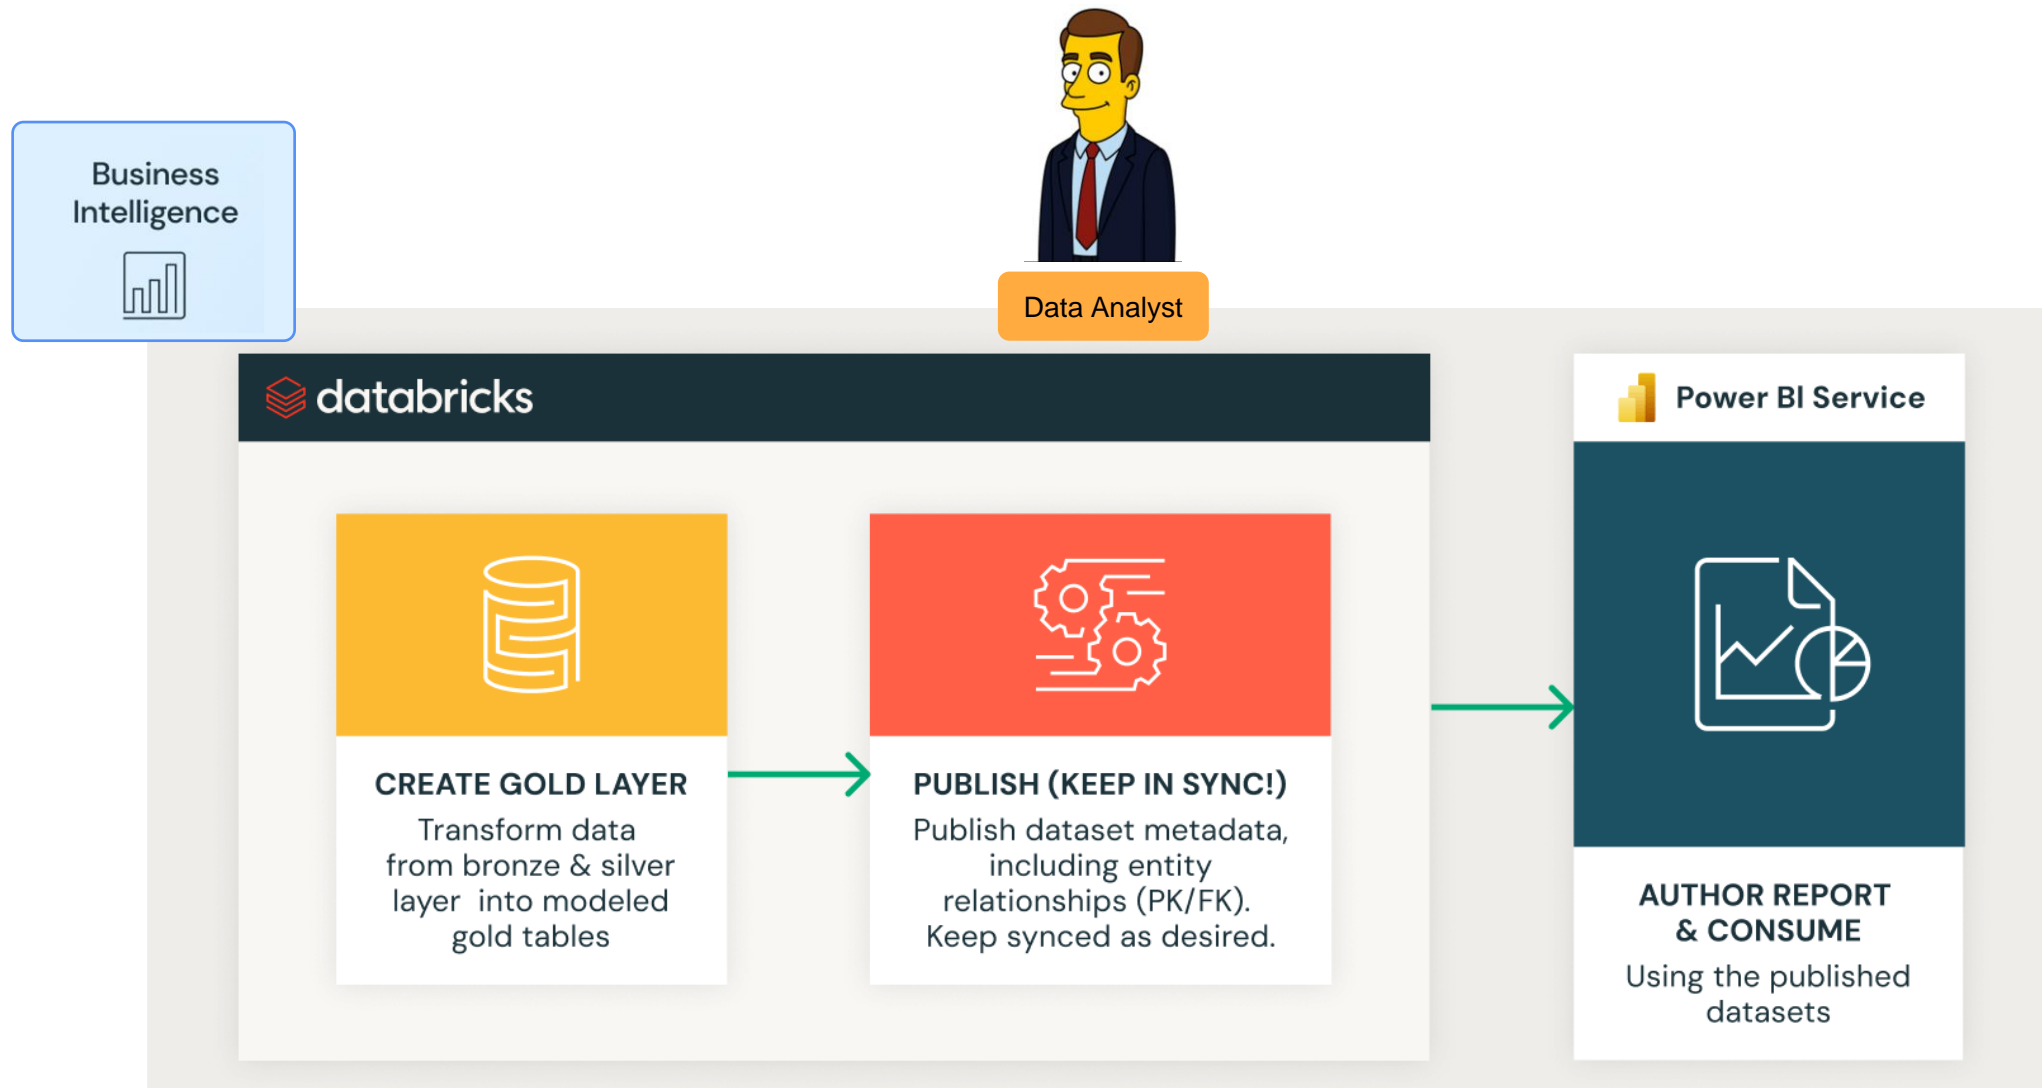 Business
Intelligence
Data Analyst
databricks
Power BI Service
CREATE GOLD LAYER
Transform data
from bronze & silver
layer into modeled
gold tables
PUBLISH (KEEP IN SYNC!)
Publish dataset metadata,
including entity
relationships (PK/FK).
Keep synced as desired.
AUTHOR REPORT
& CONSUME
Using the published
datasets